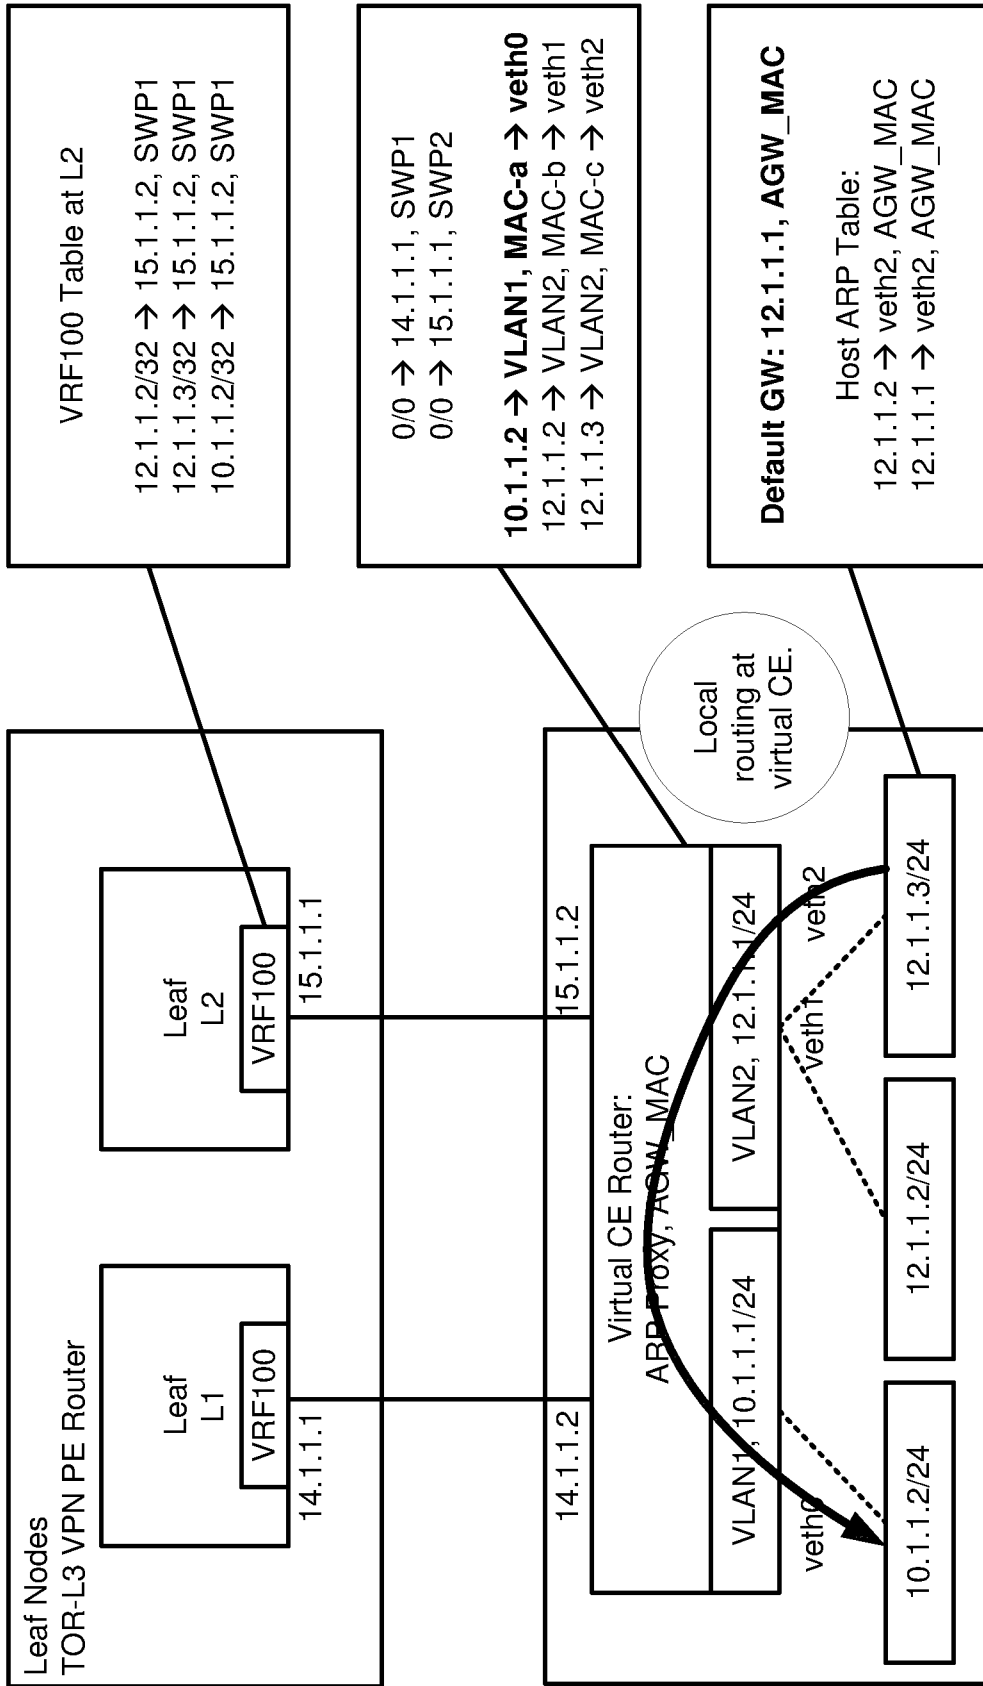 Leaf Nodes
TOR-L3 VPN PE Router
Leaf
L1
VRF100
14.1.1.1
Leaf
L2
VRF100
15.1.1.1
VRF100 Table at L2
12.1.1.2/32 → 15.1.1.2, SWP1
12.1.1.3/32 → 15.1.1.2, SWP1
10.1.1.2/32 → 15.1.1.2, SWP1
14.1.1.2
15.1.1.2
Virtual CE Router:
ARP Proxy, AGW_MAC
VLAN1, 10.1.1.1/24
VLAN2, 12.1.1.1/24
veth0
veth1
veth2
10.1.1.2/24
12.1.1.2/24
12.1.1.3/24
Local
routing at
virtual CE.
0/0 → 14.1.1.1, SWP1
0/0 → 15.1.1.1, SWP2
10.1.1.2 → VLAN1, MAC-a → veth0
12.1.1.2 → VLAN2, MAC-b → veth1
12.1.1.3 → VLAN2, MAC-c → veth2
Default GW: 12.1.1.1, AGW_MAC
Host ARP Table:
12.1.1.2 → veth2, AGW_MAC
12.1.1.1 → veth2, AGW_MAC